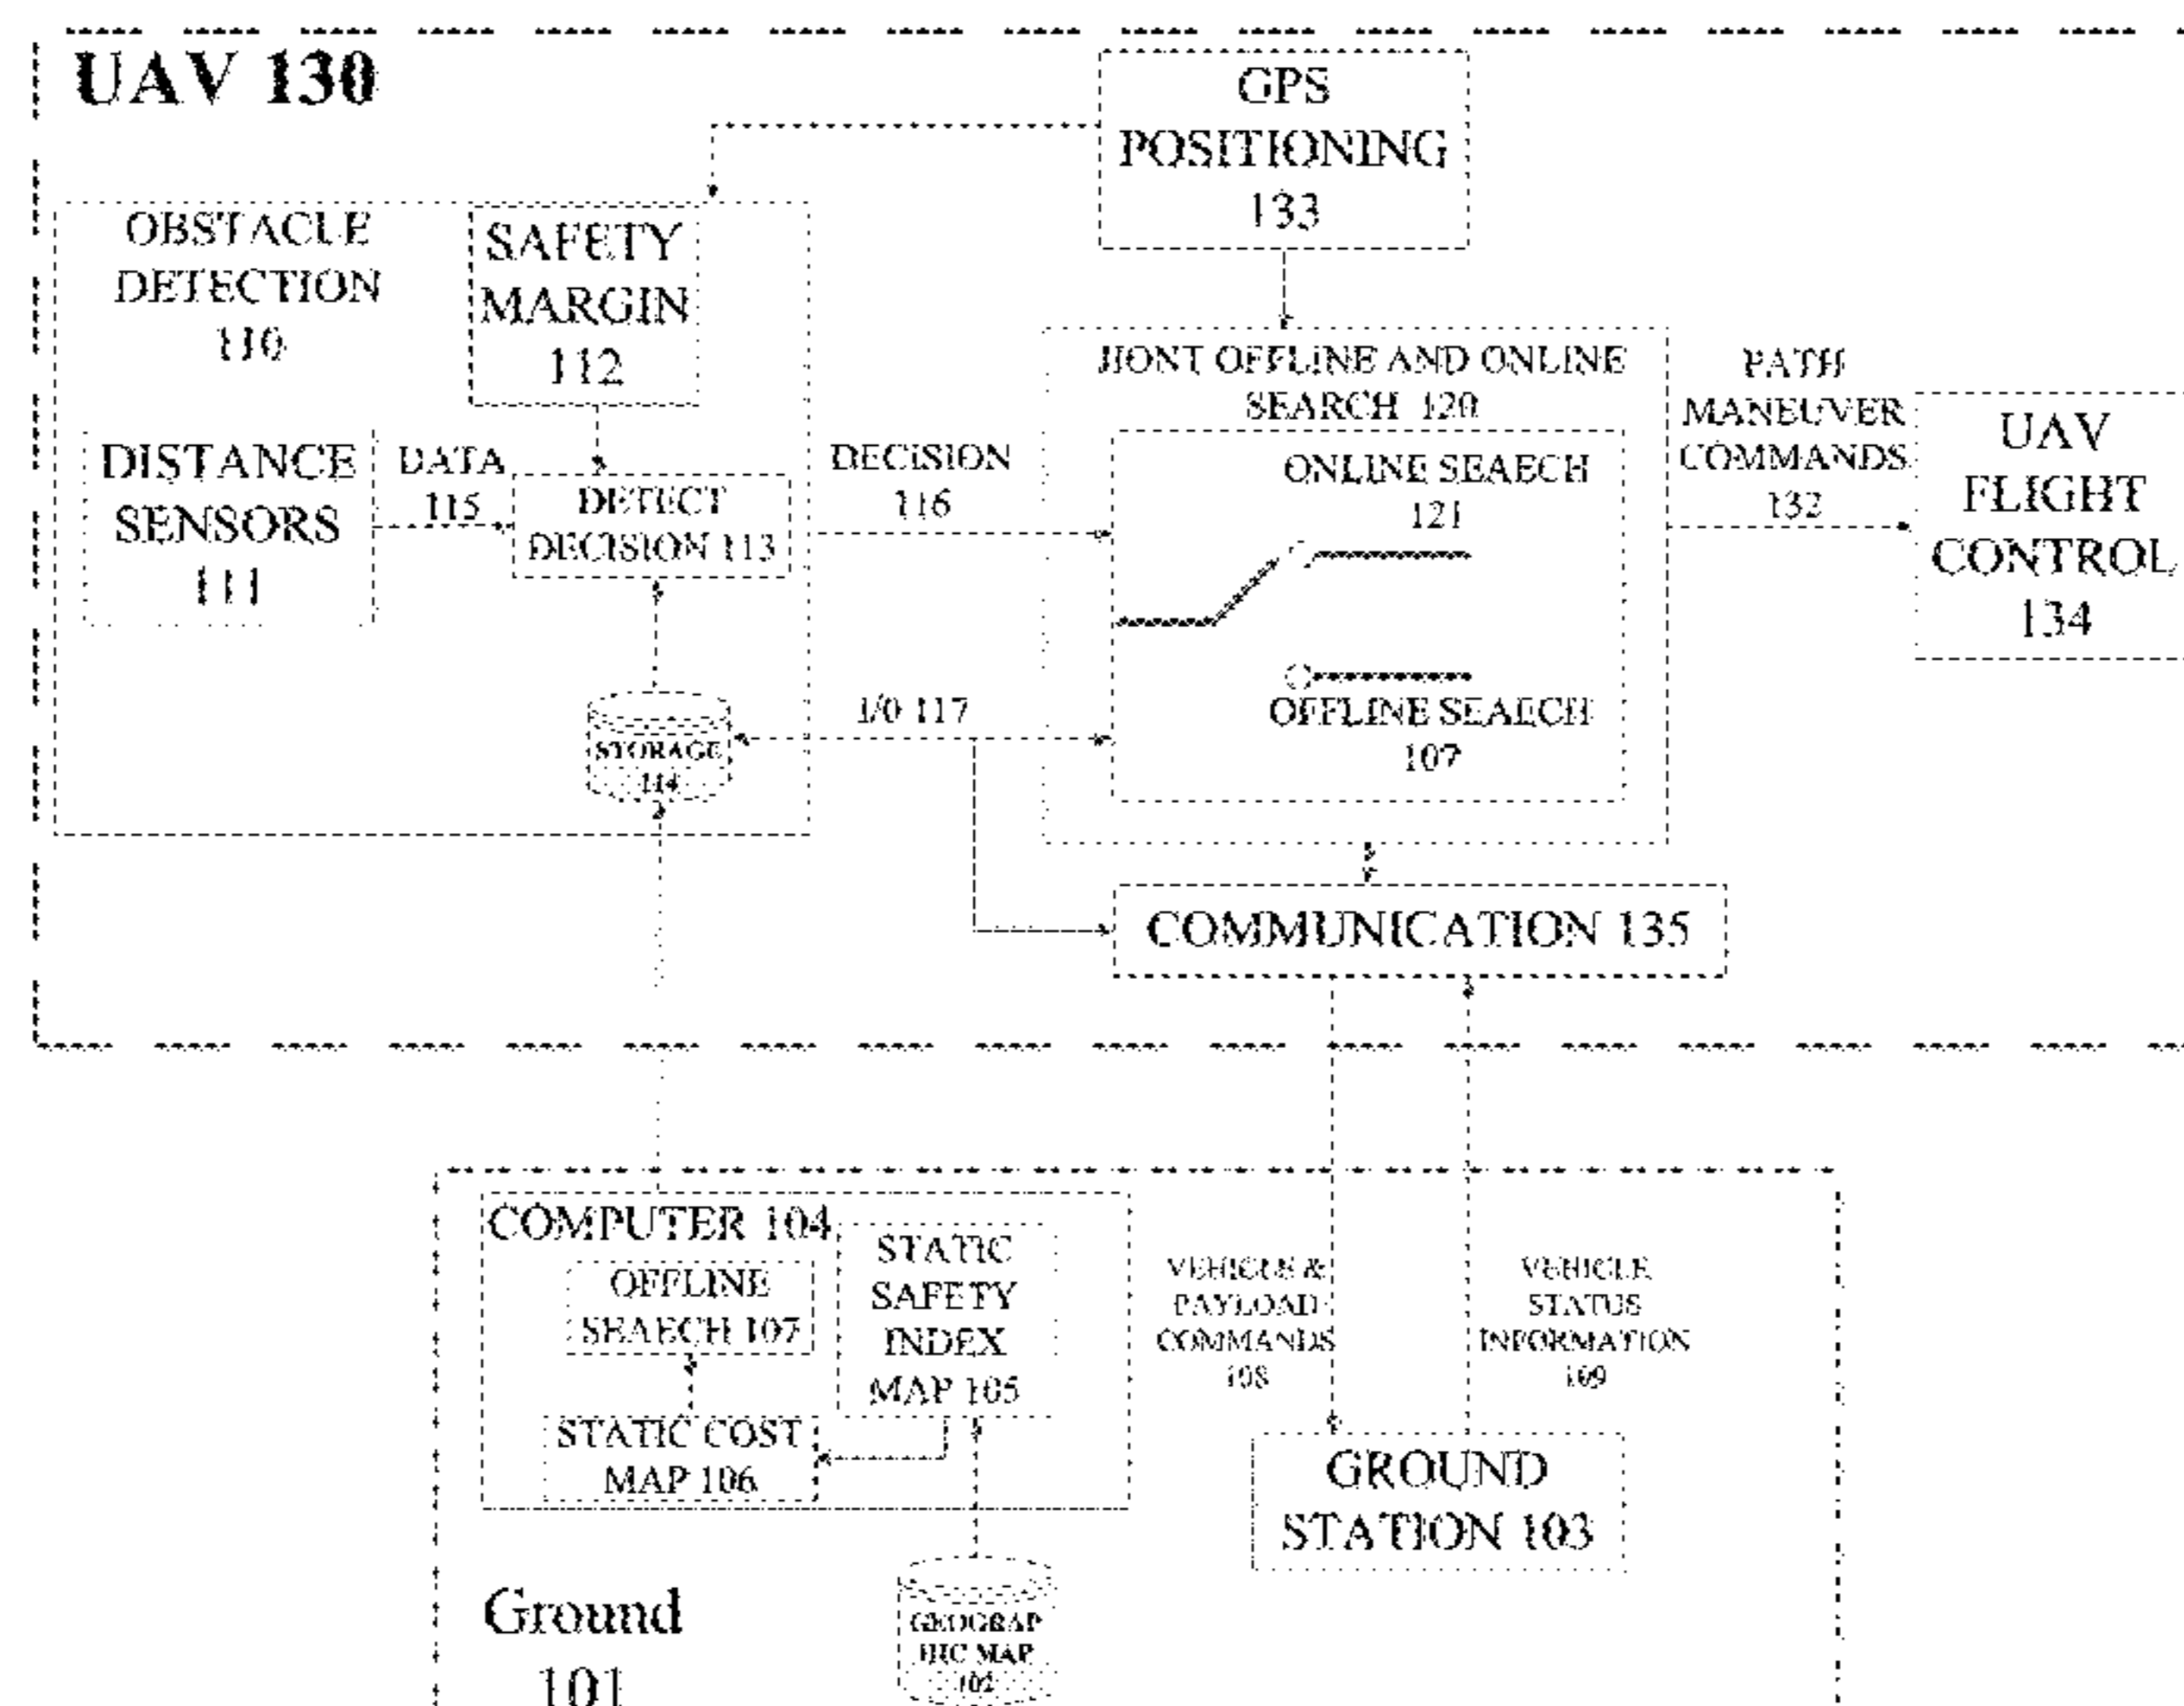 UAV 130
GPS
POSITIONING
133
OBSTACLE
DETECTION
110
SAFETY
MARGIN
112
DISTANCE
SENSORS
111
DATA
115
DETECT
DECISION 113
STORAGE
114
DECISION
116
I/O 117
JIONT OFFLINE AND ONLINE
SEARCH 120
ONLINE SEAECH
121
OFFLINE SEAECH
107
PATH
MANEUVER
COMMANDS
132
UAV
FLIGHT
CONTROL
134
COMMUNICATION 135
COMPUTER 104
OFFLINE
SEAECH 107
STATIC
SAFETY
INDEX
MAP 105
STATIC COST
MAP 106
VEHICLE &
PAYLOAD
COMMANDS
108
VEHICLE
STATUS
INFORMATION
109
GROUND
STATION 103
Ground
101
GEOGRAP
HIC MAP
102